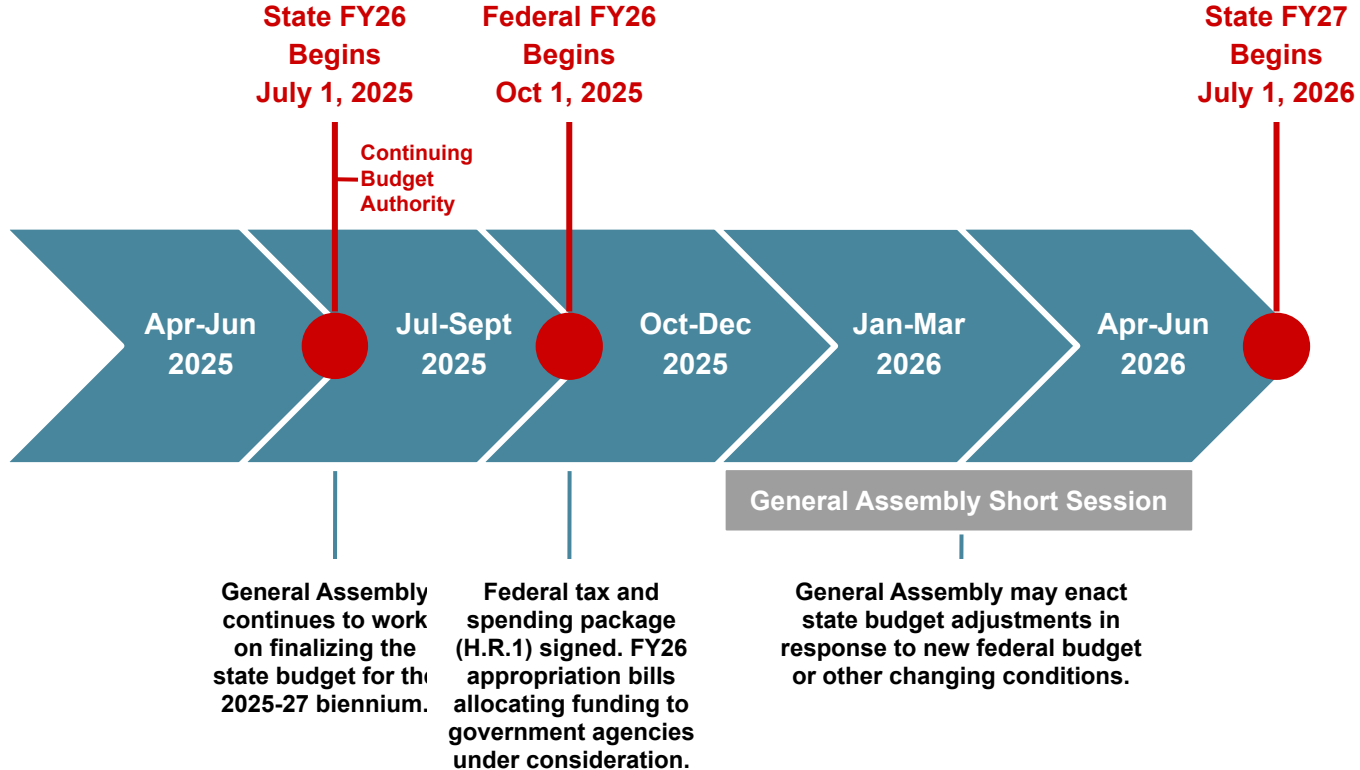 State FY26
Begins
July 1, 2025
Federal FY26
Begins
Oct 1, 2025
State FY27
Begins
July 1, 2026
Continuing
Budget
Authority
Apr-Jun
2025
Jul-Sept
2025
Oct-Dec
2025
Jan-Mar
2026
Apr-Jun
2026
General Assembly Short Session
General Assembly
continues to work
on finalizing the
state budget for the
2025-27 biennium.
Federal tax and
spending package
(H.R.1) signed. FY26
appropriation bills
allocating funding to
government agencies
under consideration.
General Assembly may enact
state budget adjustments in
response to new federal budget
or other changing conditions.